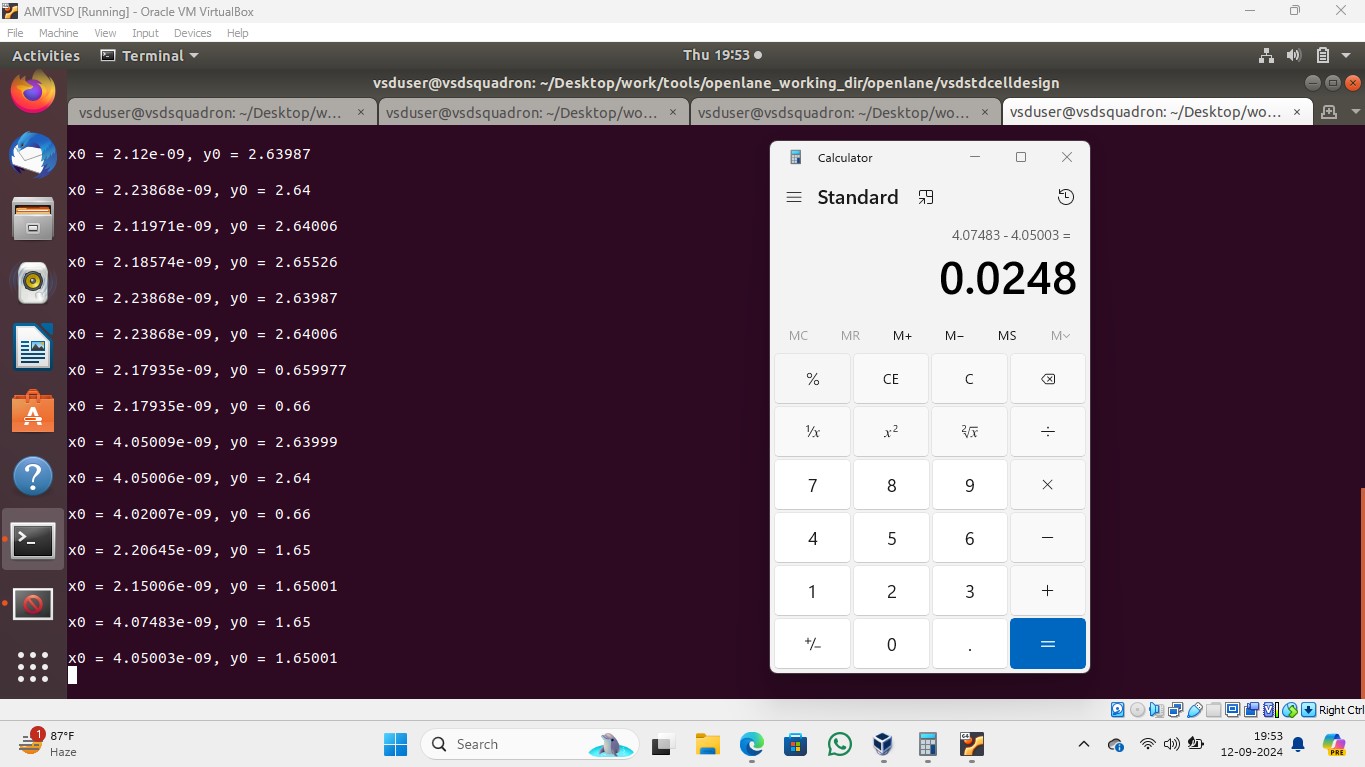 AMITVSD [Running] - Oracle VM VirtualBox
File Machine View Input Devices Help
Activities Terminal Thu 19:53
vsduser@vsdsquadron: ~/Desktop/work/tools/openlane_working_dir/openlane/vsdstdcelldesign
vsduser@vsdsquadron: ~/Desktop/w... × vsduser@vsdsquadron: ~/Desktop/wo... × vsduser@vsdsquadron: ~/Desktop/wo... × vsduser@vsdsquadron: ~/Desktop/wo... ×
x0 = 2.12e-09, y0 = 2.63987
x0 = 2.23868e-09, y0 = 2.64
x0 = 2.11971e-09, y0 = 2.64006
x0 = 2.18574e-09, y0 = 2.65526
x0 = 2.23868e-09, y0 = 2.63987
x0 = 2.23868e-09, y0 = 2.64006
x0 = 2.17935e-09, y0 = 0.659977
x0 = 2.17935e-09, y0 = 0.66
x0 = 4.05009e-09, y0 = 2.63999
x0 = 4.05006e-09, y0 = 2.64
x0 = 4.02007e-09, y0 = 0.66
x0 = 2.20645e-09, y0 = 1.65
x0 = 2.15006e-09, y0 = 1.65001
x0 = 4.07483e-09, y0 = 1.65
x0 = 4.05003e-09, y0 = 1.65001
Calculator
Standard
4.07483 - 4.05003 =
0.0248
MC MR M+ M− MS M˅
% CE C
¹/x x² ²√x ÷
7 8 9 ×
4 5 6 −
1 2 3 +
+/− 0 . =
Right Ctrl
1 87°F
Haze
Search
64
19:53
12-09-2024
PRE